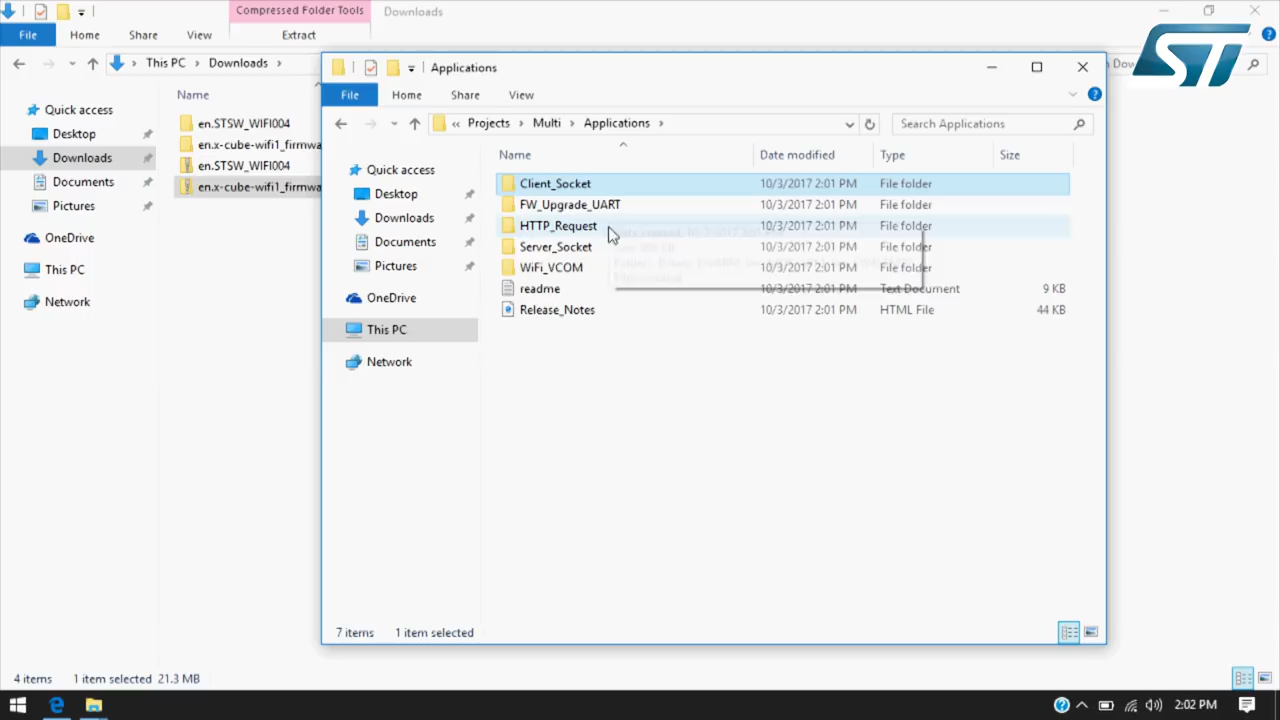 Compressed Folder Tools
Downloads
File
Home
Share
View
Extract
This PC
Downloads
Dow
ST
Quick access
Desktop
Downloads
Documents
Pictures
OneDrive
This PC
Network
Name
en.STSW_WIFI004
en.x-cube-wifi1_firmwa
en.STSW_WIFI004
en.x-cube-wifi1_firmwa
Applications
File
Home
Share
View
« Projects > Multi > Applications >
Search Applications
Quick access
Desktop
Downloads
Documents
Pictures
OneDrive
This PC
Network
Name Date modified Type Size
Client_Socket 10/3/2017 2:01 PM File folder
FW_Upgrade_UART 10/3/2017 2:01 PM File folder
HTTP_Request 10/3/2017 2:01 PM File folder
Server_Socket 10/3/2017 2:01 PM File folder
WiFi_VCOM 10/3/2017 2:01 PM File folder
readme 10/3/2017 2:01 PM Text Document 9 KB
Release_Notes 10/3/2017 2:01 PM HTML File 44 KB
7 items 1 item selected
4 items 1 item selected 21.3 MB
2:02 PM